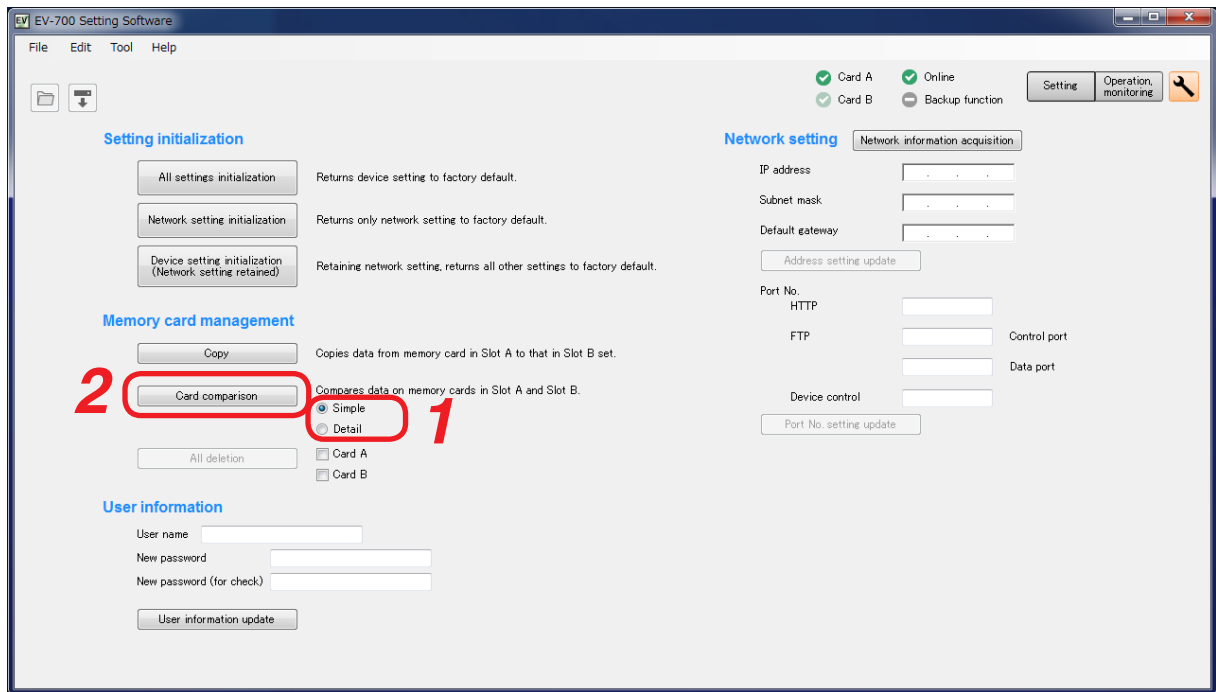 EV EV-700 Setting Software
File Edit Tool Help
Card A Online
Card B Backup function
Setting Operation, monitoring
Setting initialization
All settings initialization Returns device setting to factory default.
Network setting initialization Returns only network setting to factory default.
Device setting initialization
(Network setting retained) Retaining network setting, returns all other settings to factory default.
Memory card management
Copy Copies data from memory card in Slot A to that in Slot B set.
2 Card comparison Compares data on memory cards in Slot A and Slot B.
Simple
Detail
1
All deletion Card A
Card B
User information
User name
New password
New password (for check)
User information update
Network setting Network information acquisition
IP address . . .
Subnet mask . . .
Default gateway . . .
Address setting update
Port No.
HTTP
FTP Control port
Data port
Device control
Port No. setting update